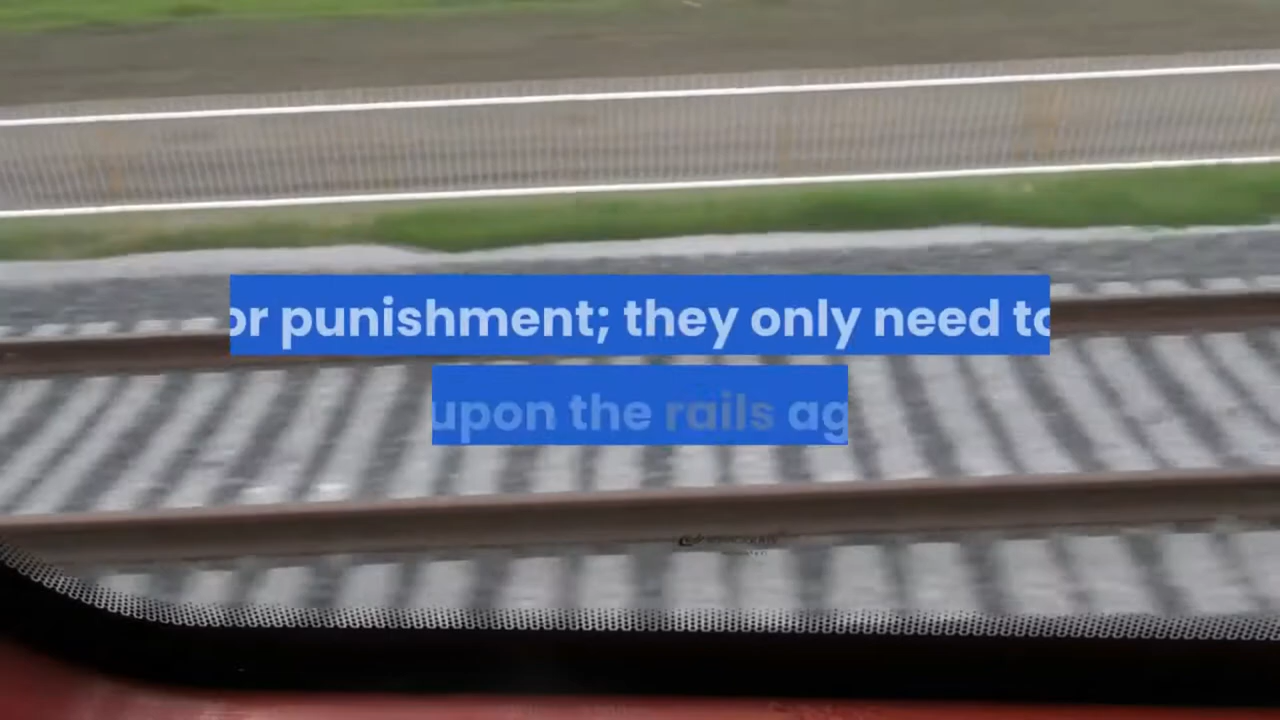 or punishment; they only need to
upon the rails ag